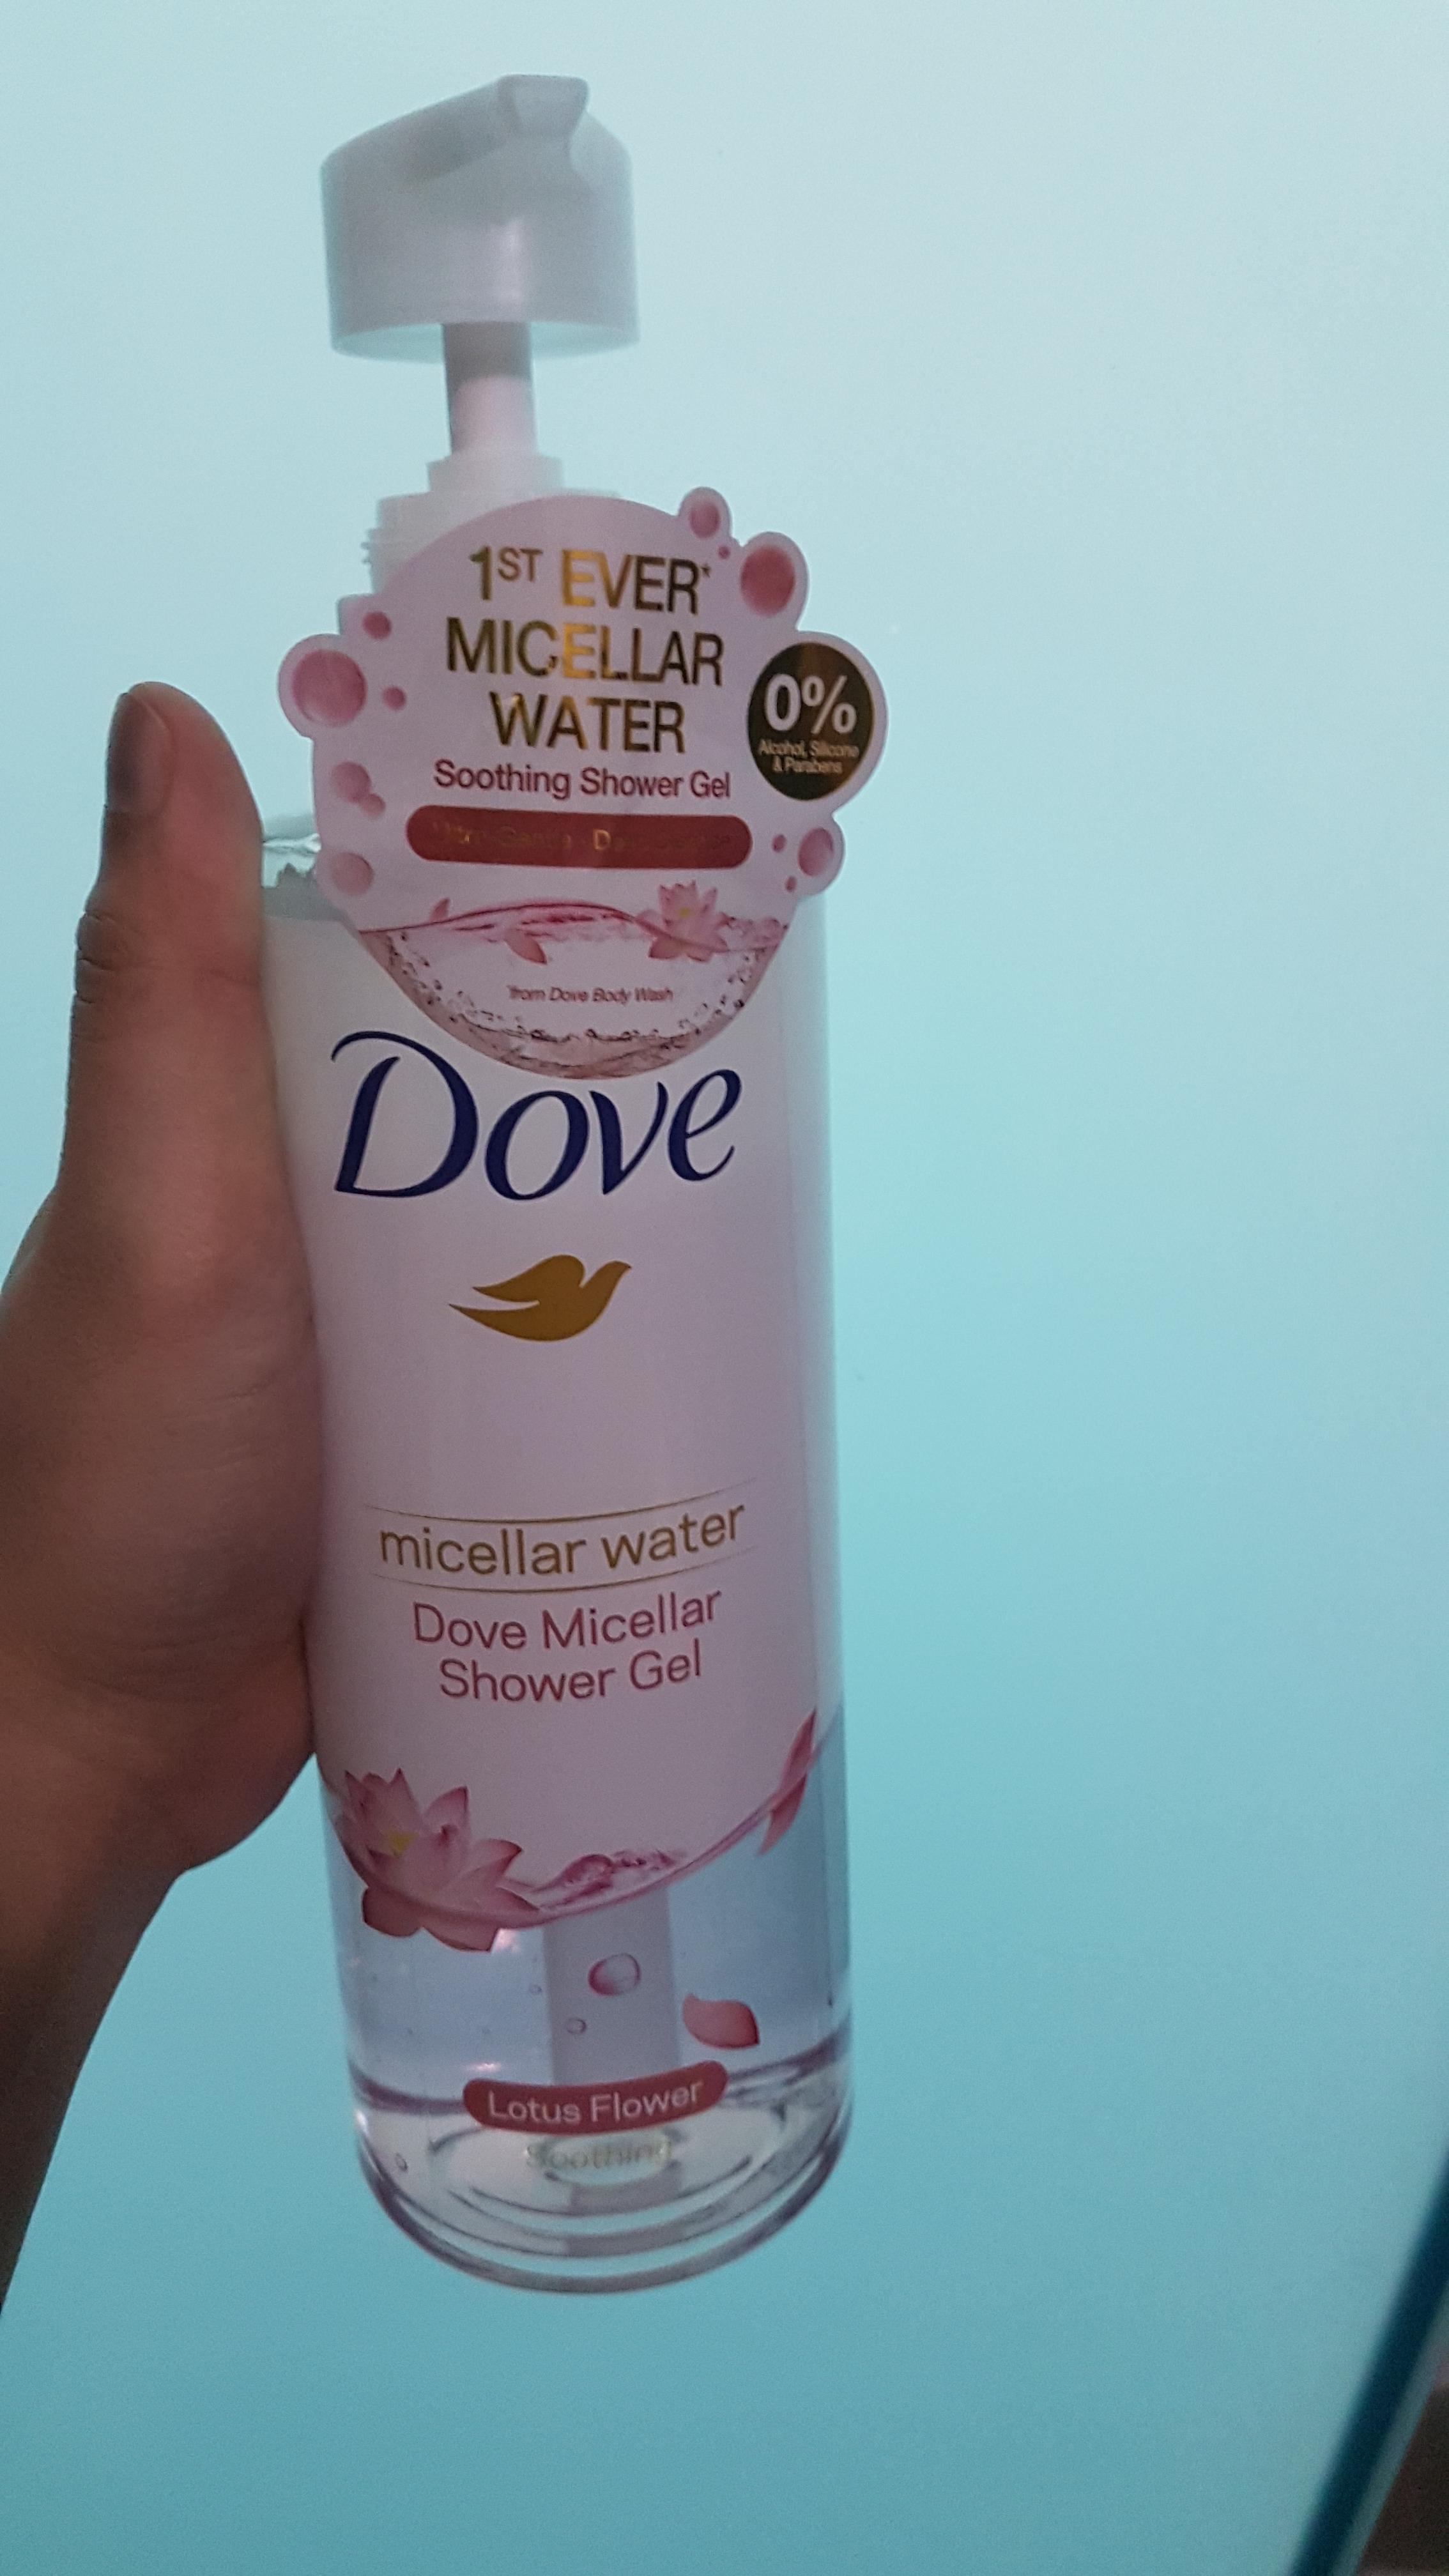 1ST EVER*
MICELLAR
WATER
Soothing Shower Gel
0%
Alcohol, Silicone
& Parabens
*from Dove Body Wash
Dove
micellar water
Dove Micellar
Shower Gel
Lotus Flower
Soothing